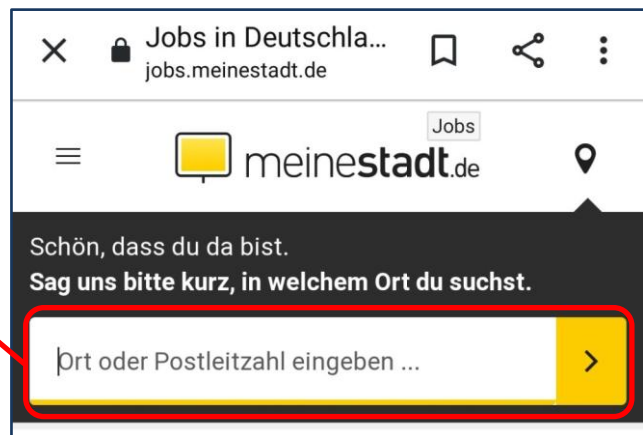 Jobs in Deutschla...
jobs.meinestadt.de
Jobs
meinestadt.de
Schön, dass du da bist.
Sag uns bitte kurz, in welchem Ort du suchst.
Ort oder Postleitzahl eingeben ...